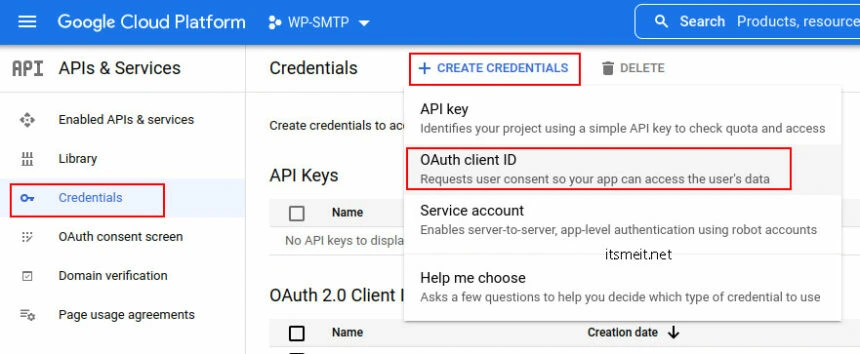 Google Cloud Platform WP-SMTP Search Products, resource
API APIs & Services Credentials + CREATE CREDENTIALS DELETE
Enabled APIs & services
Library
Credentials
OAuth consent screen
Domain verification
Page usage agreements
Create credentials to acc
API Keys
Name
No API keys to displa
OAuth 2.0 Client I
Name Creation date
API key
Identifies your project using a simple API key to check quota and access
OAuth client ID
Requests user consent so your app can access the user's data
Service account
Enables server-to-server, app-level authentication using robot accounts
itsmeit.net
Help me choose
Asks a few questions to help you decide which type of credential to use